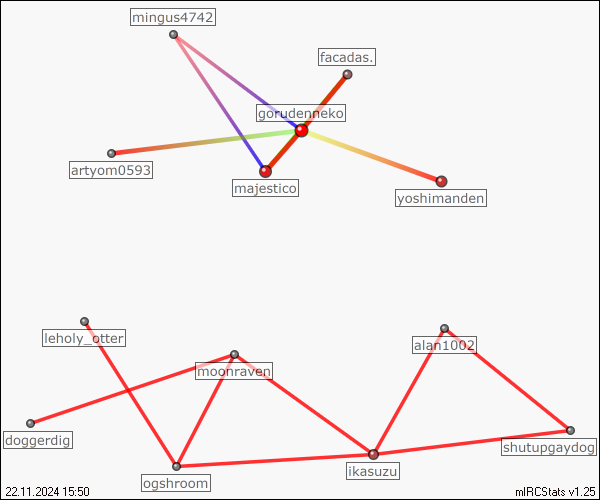 mingus4742
facadas.
gorudenneko
artyom0593
majestico
yoshimanden
leholy_otter
alan1002
moonraven
doggerdig
shutupgaydog
ikasuzu
ogshroom
22.11.2024 15:50
mIRCStats v1.25